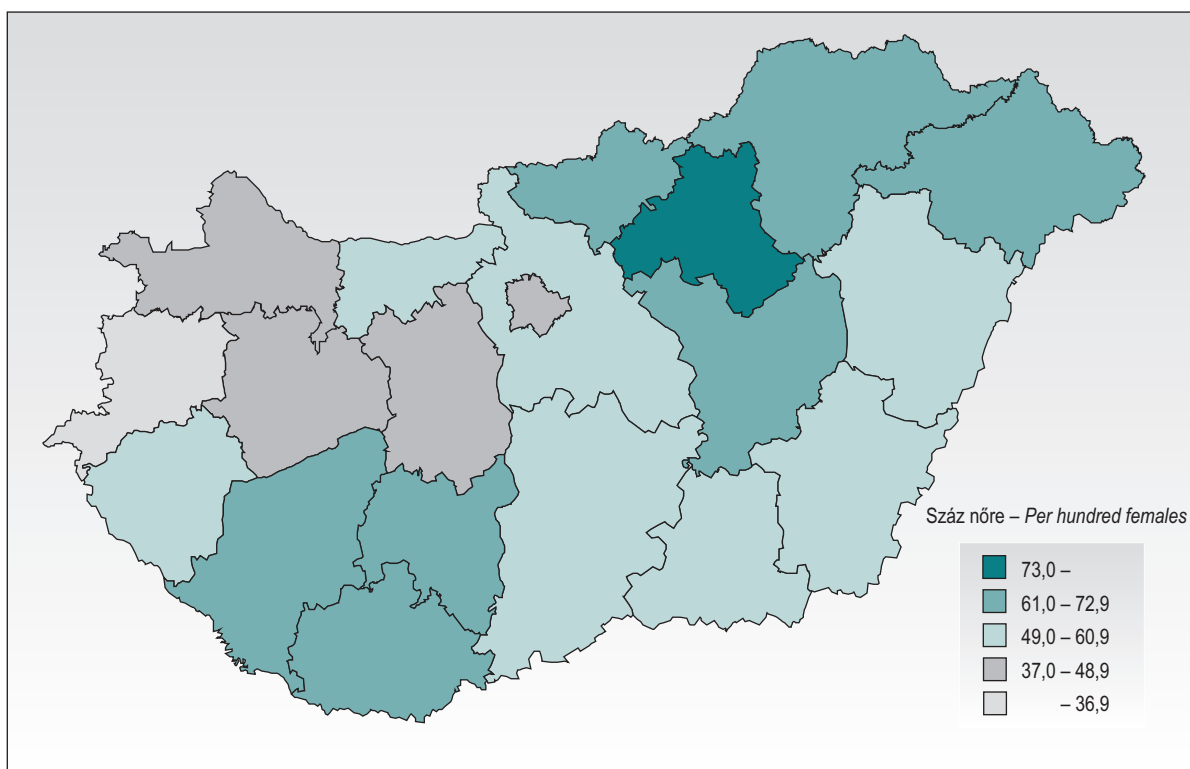 Száz nőre – Per hundred females
73,0 –
61,0 – 72,9
49,0 – 60,9
37,0 – 48,9
– 36,9